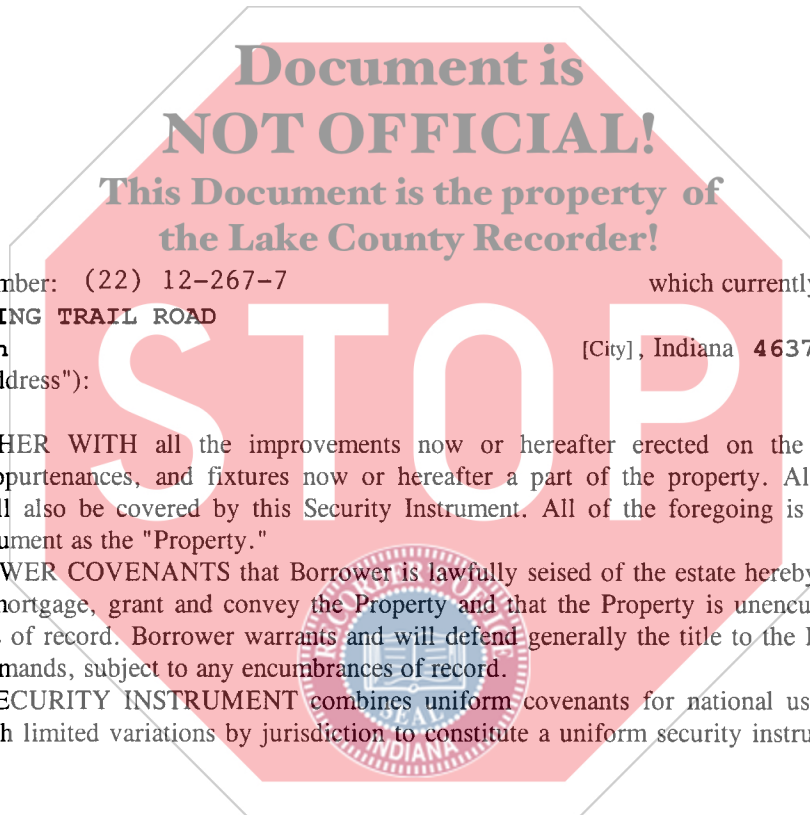 Document is
NOT OFFICIAL!
This Document is the property of
the Lake County Recorder!
mber: (22) 12-267-7 which currently
ING TRAIL ROAD
n [City], Indiana 4637
ddress"):
STOP
HER WITH all the improvements now or hereafter erected on the
ppurtenances, and fixtures now or hereafter a part of the property. Al
ll also be covered by this Security Instrument. All of the foregoing is
ument as the "Property."
WER COVENANTS that Borrower is lawfully seised of the estate hereby
nortgage, grant and convey the Property and that the Property is unencu
s of record. Borrower warrants and will defend generally the title to the
mands, subject to any encumbrances of record.
ECURITY INSTRUMENT combines uniform covenants for national us
h limited variations by jurisdiction to constitute a uniform security instru
SEAL
INDIANA